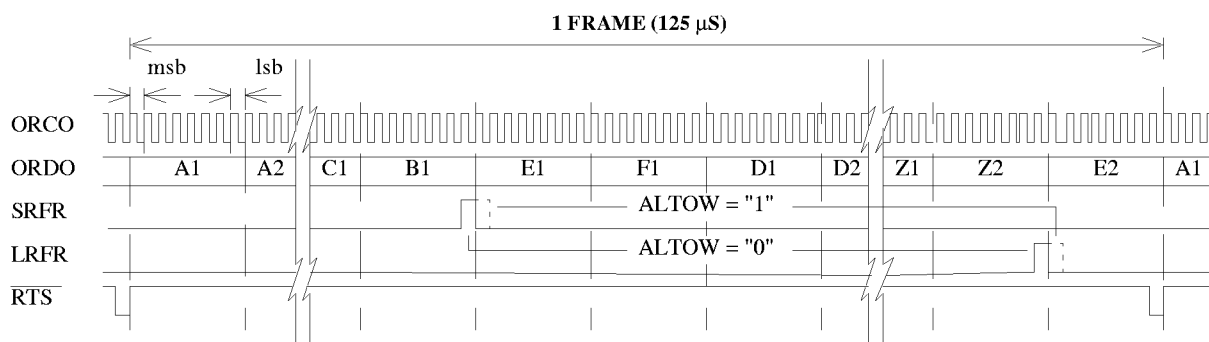 1 FRAME (125 μS)
msb lsb
ORCO
ORDO A1 A2 C1 B1 E1 F1 D1 D2 Z1 Z2 E2 A1
SRFR ALTOW = "1"
LRFR ALTOW = "0"
RTS